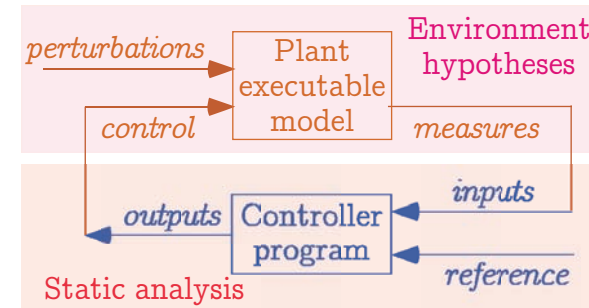 Environment
hypotheses
perturbations
Plant
executable
model
control
measures
inputs
outputs
Controller
program
reference
Static analysis